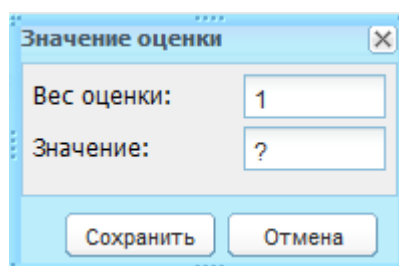 Значение оценки
Вес оценки: 1
Значение: ?
Сохранить Отмена